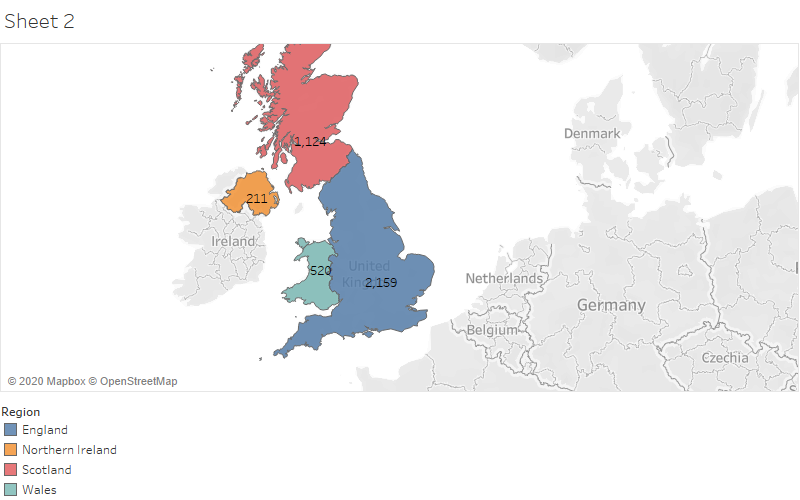 Sheet 2
1,124
Denmark
211
Ireland
520
United
Kingdom
2,159
Netherlands
Germany
Belgium
Czechia
© 2020 Mapbox © OpenStreetMap
Region
England
Northern Ireland
Scotland
Wales